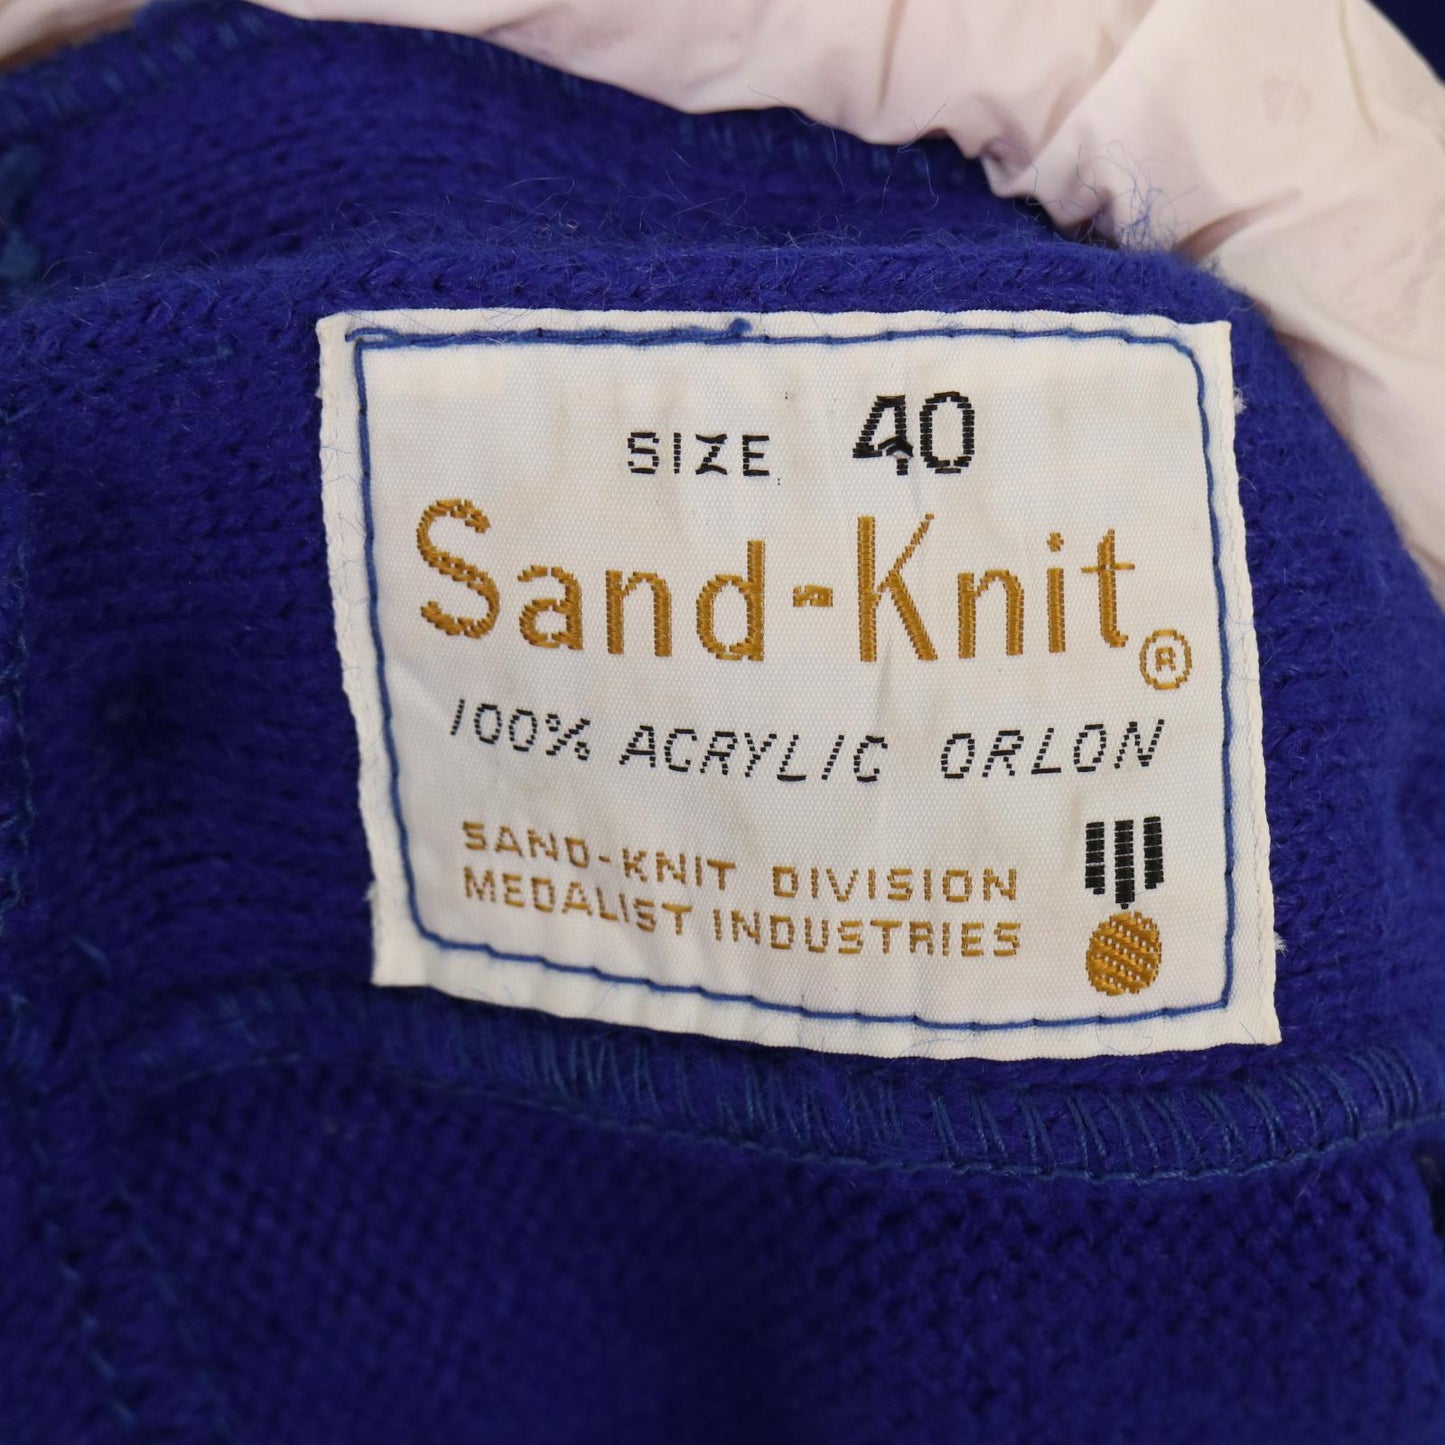 SIZE 40
Sand-Knit®
100% ACRYLIC ORLON
SAND-KNIT DIVISION
MEDALIST INDUSTRIES